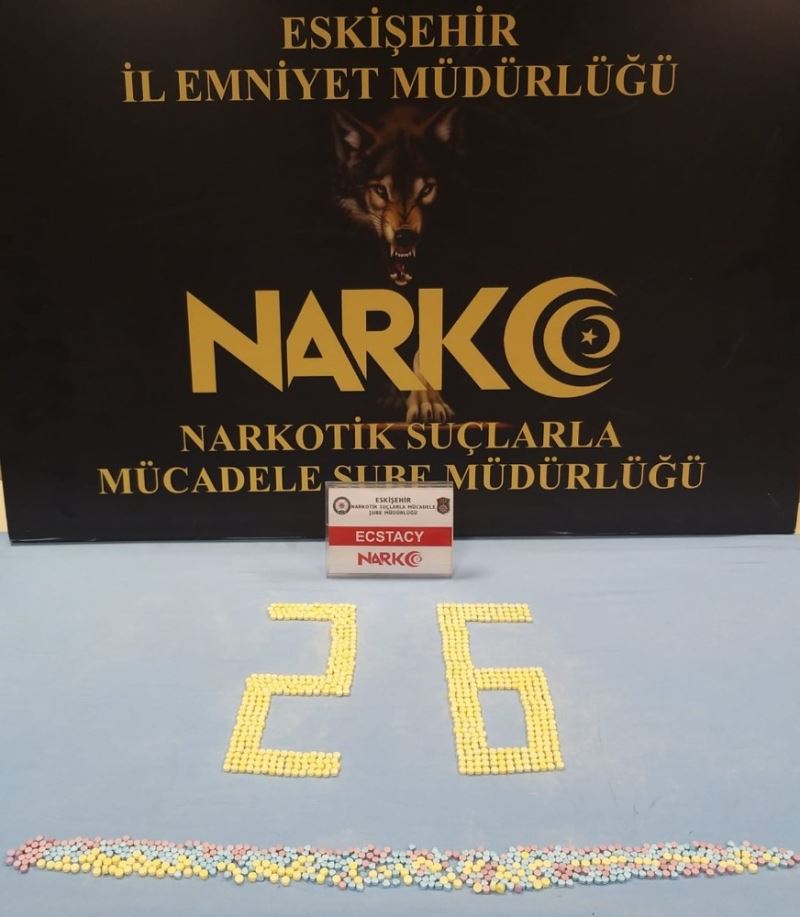 ESKİŞEHİR
İL EMNİYET MÜDÜRLÜĞÜ
NARKO
NARKOTİK SUÇLARLA
MÜCADELE ŞUBE MÜDÜRLÜĞÜ
ESKİŞEHİR
NARKOTİK SUÇLARLA MÜCADELE
ŞUBE MÜDÜRLÜĞÜ
ECSTACY
NARKO
26